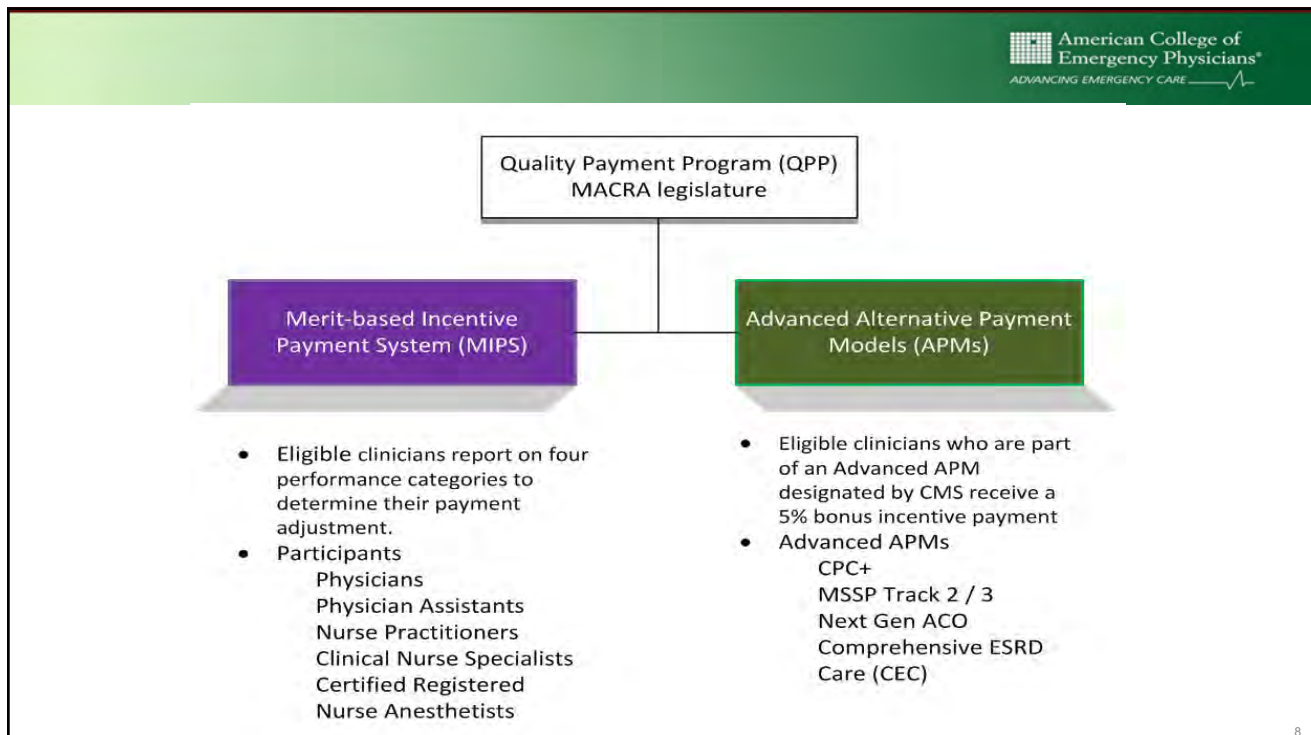 American College of
Emergency Physicians®
ADVANCING EMERGENCY CARE
Quality Payment Program (QPP)
MACRA legislature
Merit-based Incentive
Payment System (MIPS)
Advanced Alternative Payment
Models (APMs)
• Eligible clinicians report on four
performance categories to
determine their payment
adjustment.
• Participants
Physicians
Physician Assistants
Nurse Practitioners
Clinical Nurse Specialists
Certified Registered
Nurse Anesthetists
• Eligible clinicians who are part
of an Advanced APM
designated by CMS receive a
5% bonus incentive payment
• Advanced APMs
CPC+
MSSP Track 2 / 3
Next Gen ACO
Comprehensive ESRD
Care (CEC)
8